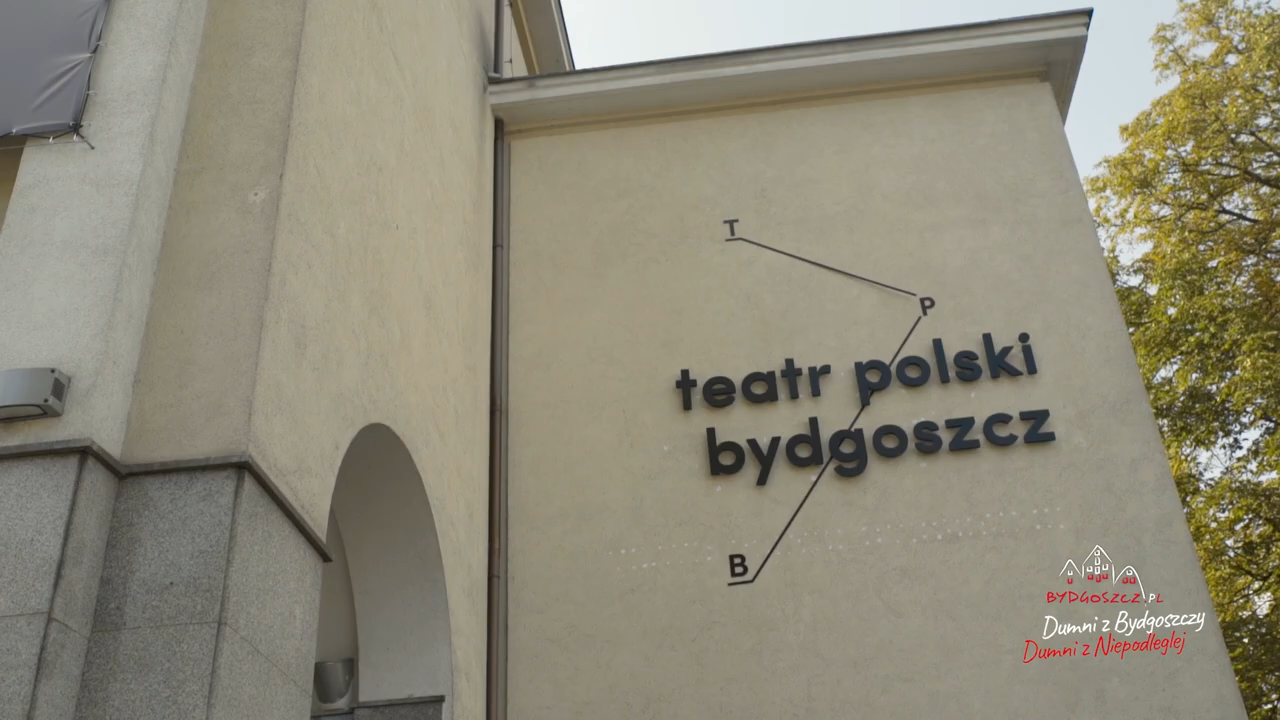 T
P
teatr polski
bydgoszcz
B
BYDGOSZCZ.PL
Dumni z Bydgoszczy
Dumni z Niepodległej